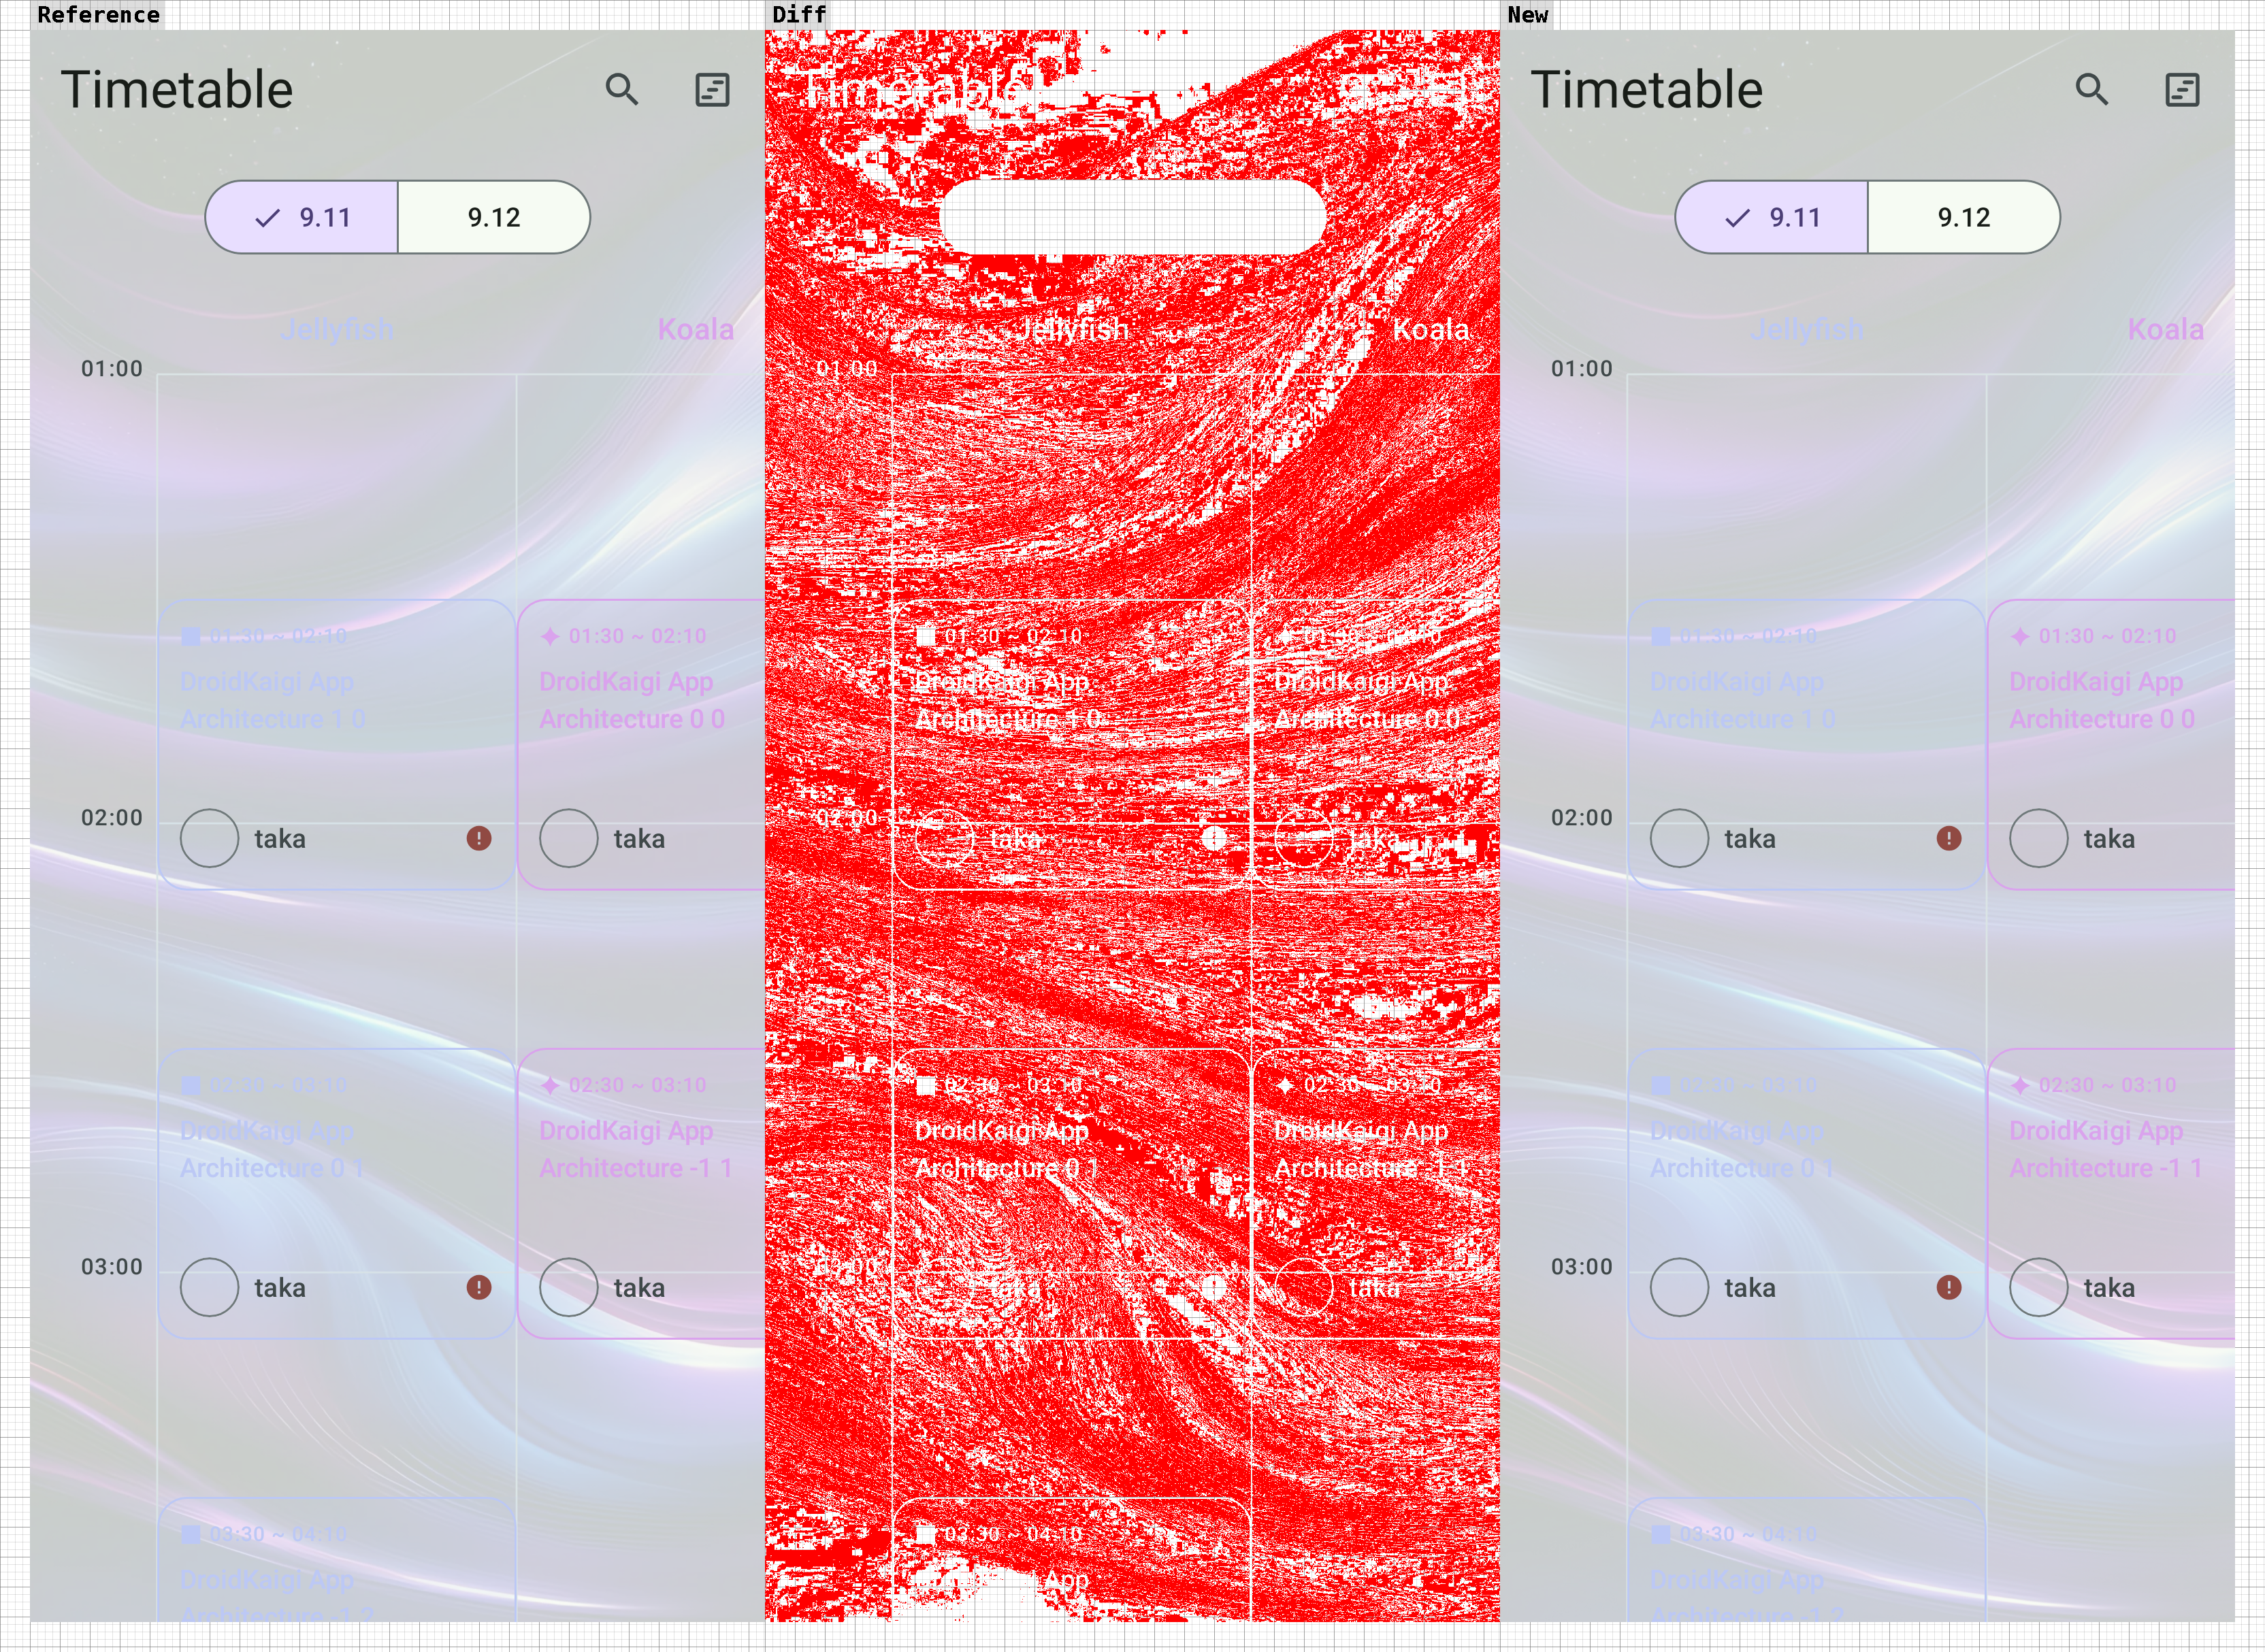 Reference
Timetable
9.11 9.12
Jellyfish Koala
01:00
01:30 ~ 02:10 01:30 ~ 02:10
DroidKaigi App DroidKaigi App
Architecture 1 0 Architecture 0 0
02:00
taka taka
02:30 ~ 03:10 02:30 ~ 03:10
DroidKaigi App DroidKaigi App
Architecture 0 1 Architecture -1 1
03:00
taka taka
03:30 ~ 04:10
DroidKaigi App
Architecture -1 2
Diff
Timetable
Jellyfish Koala
01:00
01:30 ~ 02:10 01:30 ~ 02:10
DroidKaigi App DroidKaigi App
Architecture 1 0 Architecture 0 0
02:00
taka taka
02:30 ~ 03:10 02:30 ~ 03:10
DroidKaigi App DroidKaigi App
Architecture 0 1 Architecture -1 1
03:00
taka taka
03:30 ~ 04:10
App
New
Timetable
9.11 9.12
Jellyfish Koala
01:00
01:30 ~ 02:10 01:30 ~ 02:10
DroidKaigi App DroidKaigi App
Architecture 1 0 Architecture 0 0
02:00
taka taka
02:30 ~ 03:10 02:30 ~ 03:10
DroidKaigi App DroidKaigi App
Architecture 0 1 Architecture -1 1
03:00
taka taka
03:30 ~ 04:10
DroidKaigi App
Architecture -1 2